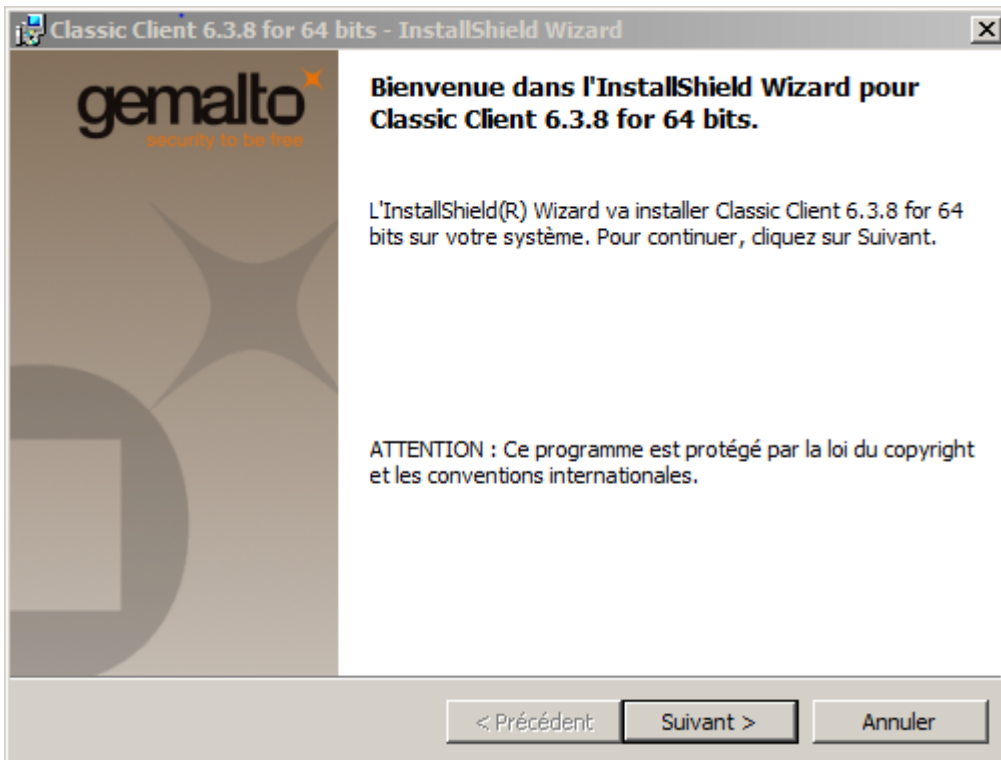 Classic Client 6.3.8 for 64 bits - InstallShield Wizard
gemalto
security to be free
Bienvenue dans l'InstallShield Wizard pour
Classic Client 6.3.8 for 64 bits.
L'InstallShield(R) Wizard va installer Classic Client 6.3.8 for 64
bits sur votre système. Pour continuer, cliquez sur Suivant.
ATTENTION : Ce programme est protégé par la loi du copyright
et les conventions internationales.
< Précédent
Suivant >
Annuler